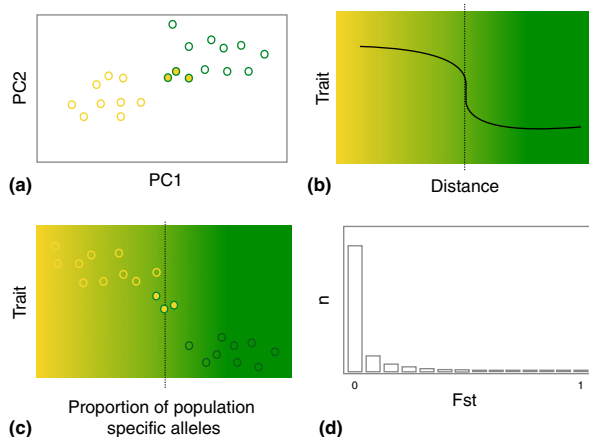 PC2
PC1
(a)
Trait
Distance
(b)
Trait
Proportion of population
specific alleles
(c)
n
0
1
Fst
(d)